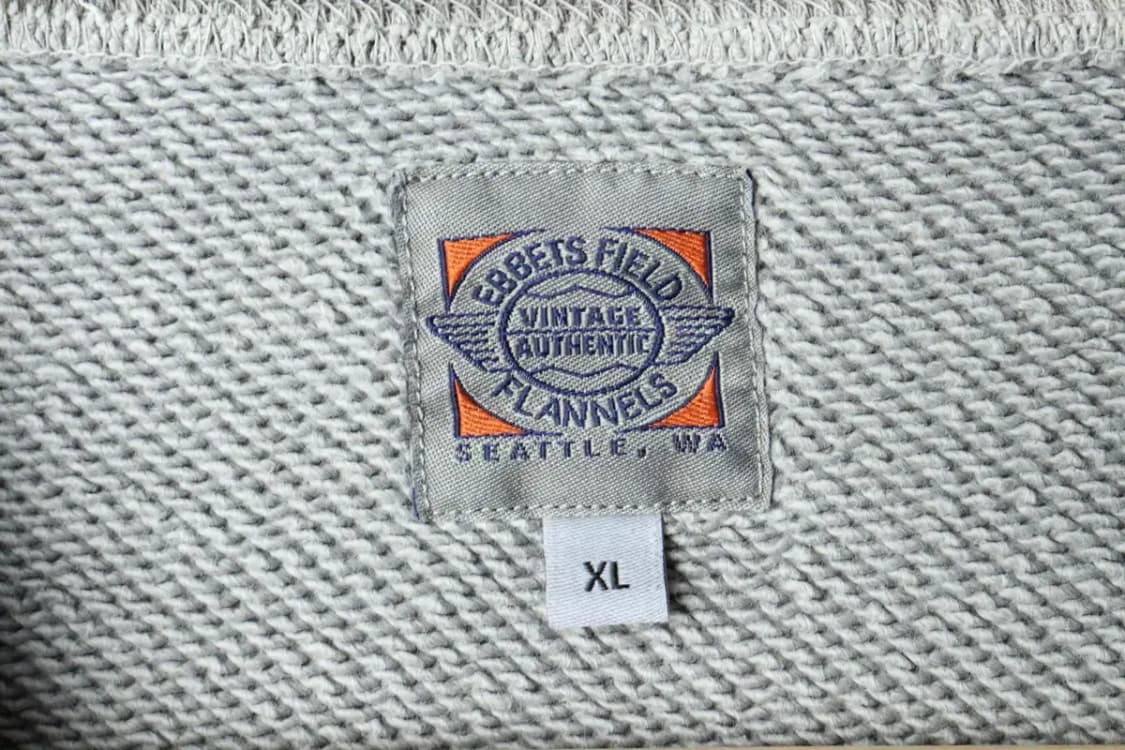 EBBETS FIELD
VINTAGE
AUTHENTIC
FLANNELS
SEATTLE, WA
XL